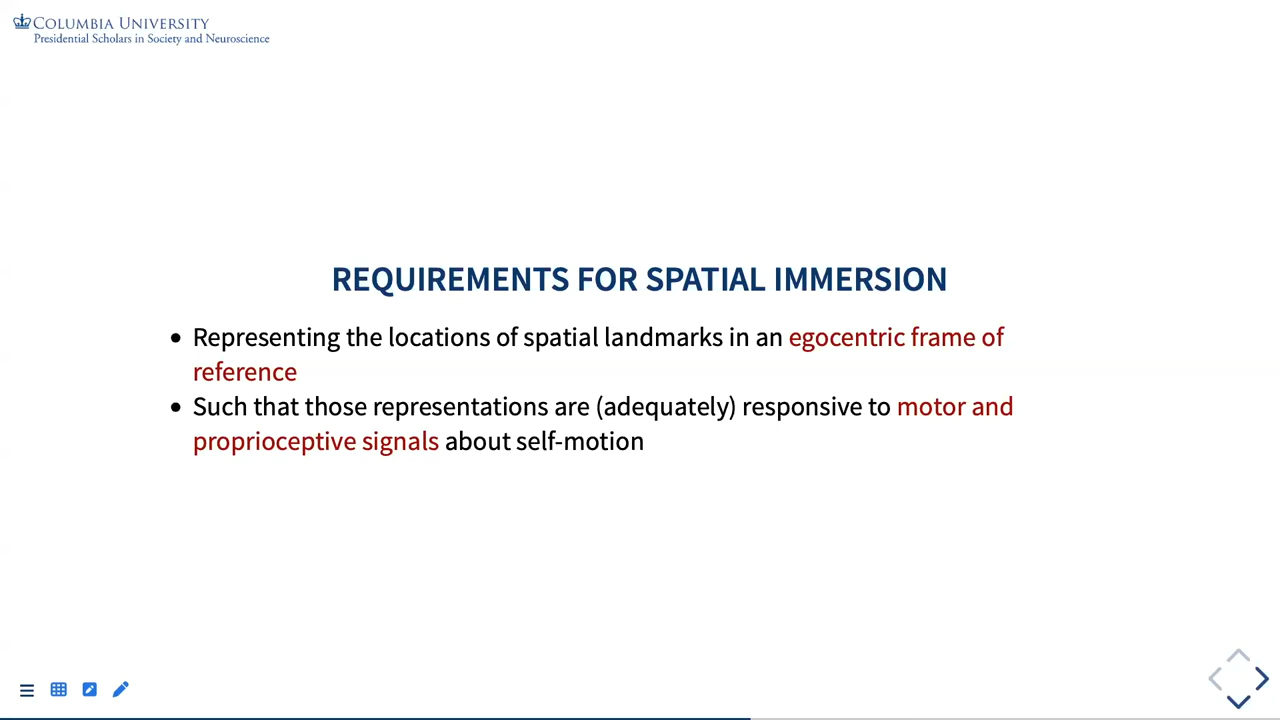 COLUMBIA UNIVERSITY
Presidential Scholars in Society and Neuroscience
REQUIREMENTS FOR SPATIAL IMMERSION
• Representing the locations of spatial landmarks in an egocentric frame of
reference
• Such that those representations are (adequately) responsive to motor and
proprioceptive signals about self-motion